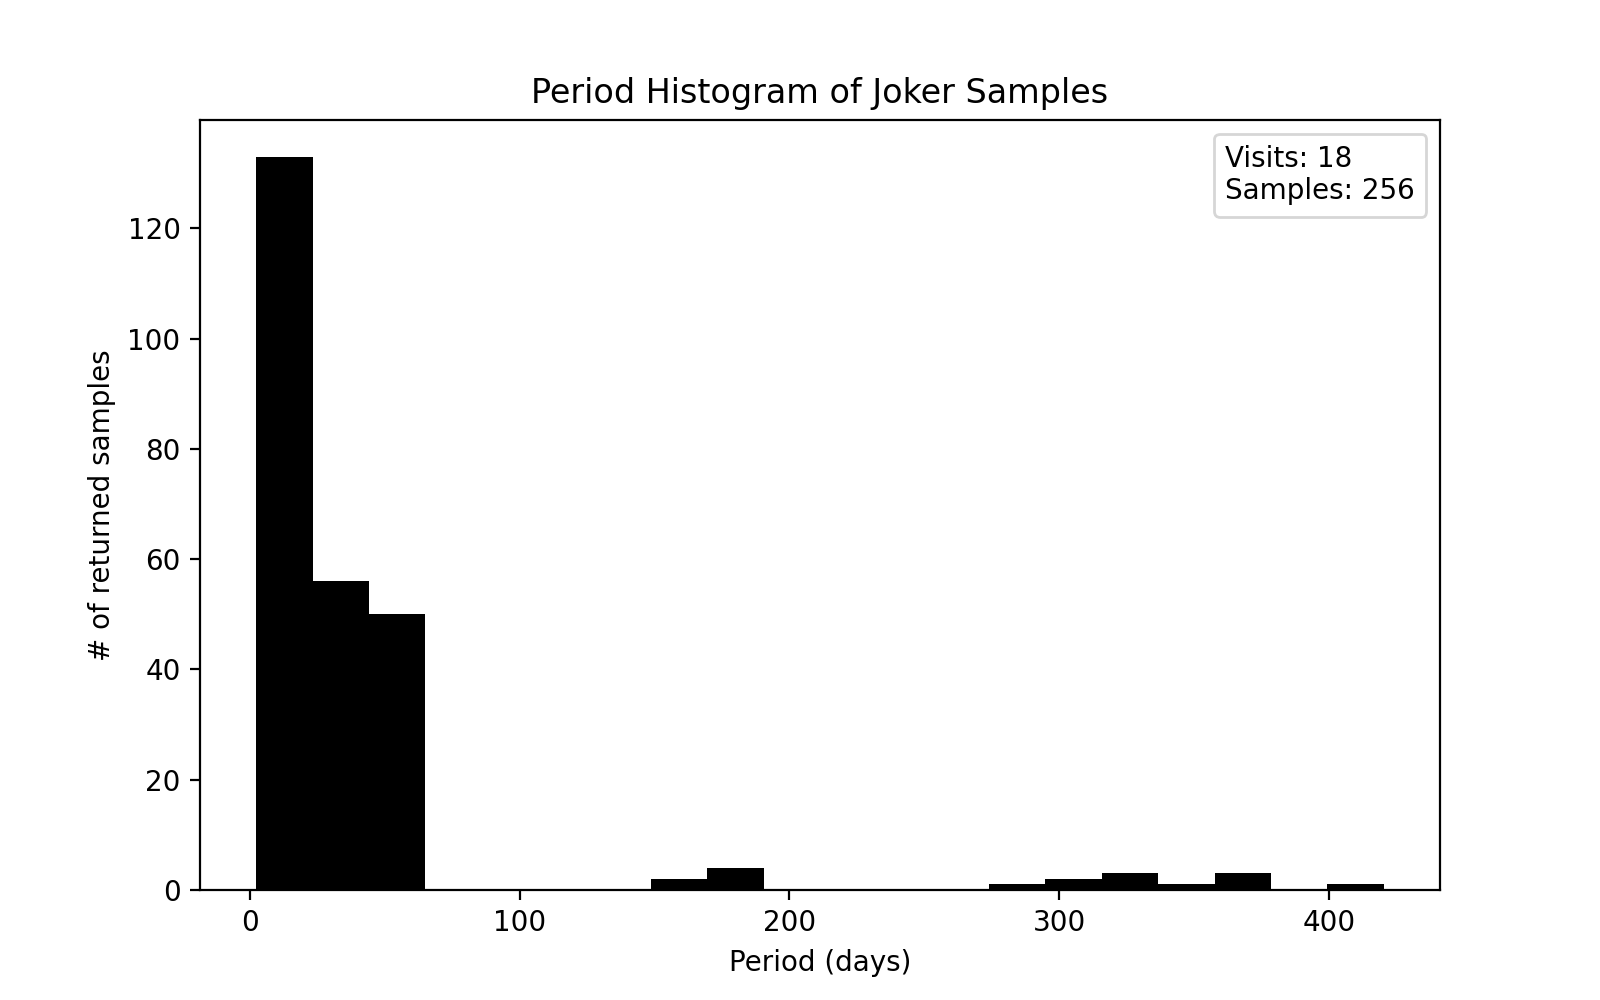 Period Histogram of Joker Samples
Visits: 18
Samples: 256
# of returned samples
120
100
80
60
40
20
0
0 100 200 300 400
Period (days)